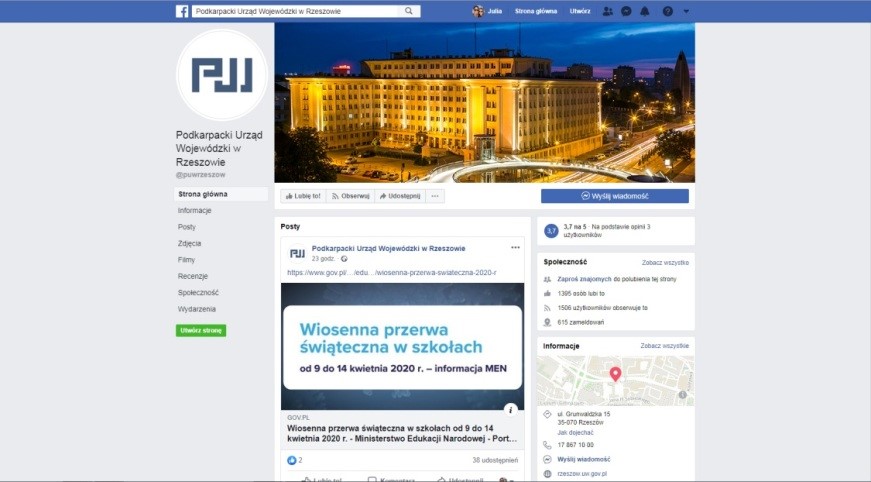 Podkarpacki Urząd Wojewódzki w Rzeszowie
Julia
Strona główna
Utwórz
Podkarpacki Urząd
Wojewódzki w
Rzeszowie
@puwrzeszow
Strona główna
Informacje
Posty
Zdjęcia
Filmy
Recenzje
Społeczność
Wydarzenia
Utwórz stronę
Lubię to!
Obserwuj
Udostępnij
...
Wyślij wiadomość
Posty
Podkarpacki Urząd Wojewódzki w Rzeszowie
23 godz. ·
https://www.gov.pl/…/edu…/wiosenna-przerwa-swiateczna-2020-r
Wiosenna przerwa
świąteczna w szkołach
od 9 do 14 kwietnia 2020 r. – informacja MEN
GOV.PL
Wiosenna przerwa świąteczna w szkołach od 9 do 14
kwietnia 2020 r. - Ministerstwo Edukacji Narodowej - Port…
2
38 udostępnień
Lubię to!
Komentarz
Udostępnij
3,7
3,7 na 5 · Na podstawie opinii 3
użytkowników
Społeczność
Zobacz wszystko
Zaproś znajomych do polubienia tej strony
1395 osób lubi to
1506 użytkowników obserwuje to
615 zameldowań
Informacje
Zobacz wszystkie
ul. Grunwaldzka 15
35-070 Rzeszów
Jak dojechać
17 867 10 00
Wyślij wiadomość
rzeszow.uw.gov.pl